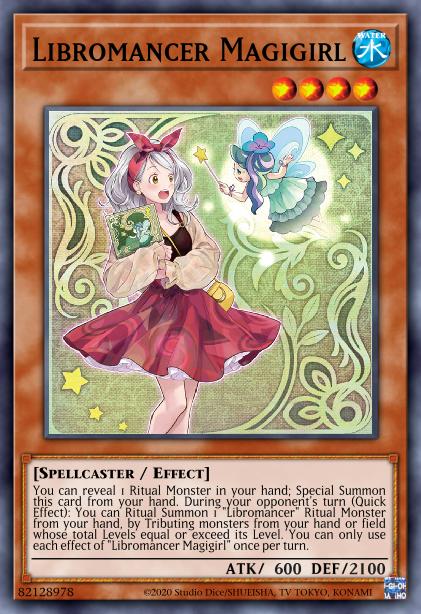 Libromancer Magigirl
WATER
水
[Spellcaster / Effect]
You can reveal 1 Ritual Monster in your hand; Special Summon
this card from your hand. During your opponent's turn (Quick
Effect): You can Ritual Summon 1 "Libromancer" Ritual Monster
from your hand, by Tributing monsters from your hand or field
whose total Levels equal or exceed its Level. You can only use
each effect of "Libromancer Magigirl" once per turn.
ATK/ 600 DEF/2100
82128978
©2020 Studio Dice/SHUEISHA, TV TOKYO, KONAMI